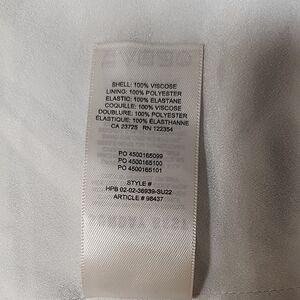 SHELL: 100% VISCOSE
LINING: 100% POLYESTER
ELASTIC: 100% ELASTANE
COQUILLE: 100% VISCOSE
DOUBLURE: 100% POLYESTER
ÉLASTIQUE: 100% ÉLASTHANNE
CA 23725 RN 122354
PO 4500165099
PO 4500165100
PO 4500165101
STYLE #
HPB 02-02-36939-SU22
ARTICLE # 98437